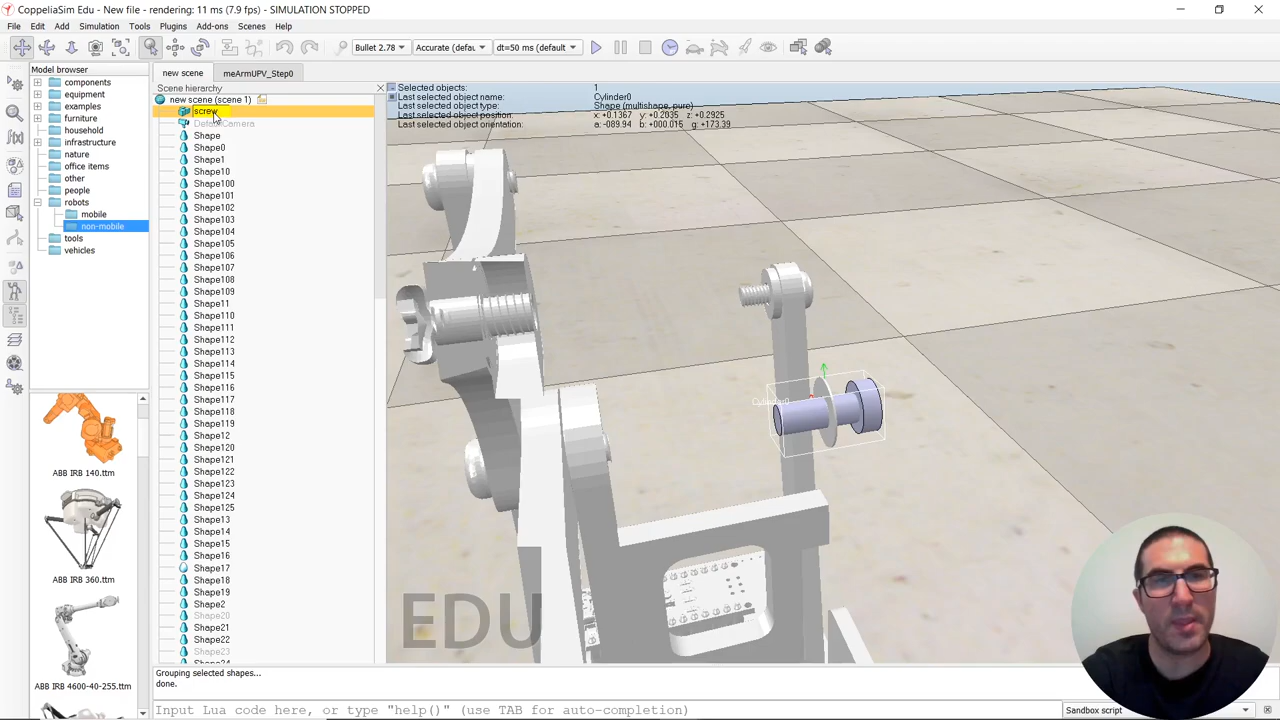 CoppeliaSim Edu - New file - rendering: 11 ms (7.9 fps) - SIMULATION STOPPED
File Edit Add Simulation Tools Plugins Add-ons Scenes Help
Bullet 2.78
Accurate (defau
dt=50 ms (default
Model browser
components
equipment
examples
furniture
household
infrastructure
nature
office items
other
people
robots
mobile
non-mobile
tools
vehicles
ABB IRB 140.ttm
ABB IRB 360.ttm
ABB IRB 4600-40-255.ttm
new scene
meArmUPV_Step0
Scene hierarchy
new scene (scene 1)
screw
DefaultCamera
Shape
Shape0
Shape1
Shape10
Shape100
Shape101
Shape102
Shape103
Shape104
Shape105
Shape106
Shape107
Shape108
Shape109
Shape11
Shape110
Shape111
Shape112
Shape113
Shape114
Shape115
Shape116
Shape117
Shape118
Shape119
Shape12
Shape120
Shape121
Shape122
Shape123
Shape124
Shape125
Shape13
Shape14
Shape15
Shape16
Shape17
Shape18
Shape19
Shape2
Shape20
Shape21
Shape22
Shape23
Shape24
Selected objects: 1
Last selected object name: Cylinder0
Last selected object type: Shape (multishape, pure)
Last selected object position: x: +0.1367 y: +0.2035 z: +0.2925
Last selected object orientation: a: -089.94 b: +000.015 g: +173.39
Cylinder0
EDU
Grouping selected shapes...
done.
Input Lua code here, or type "help()" (use TAB for auto-completion)
Sandbox script